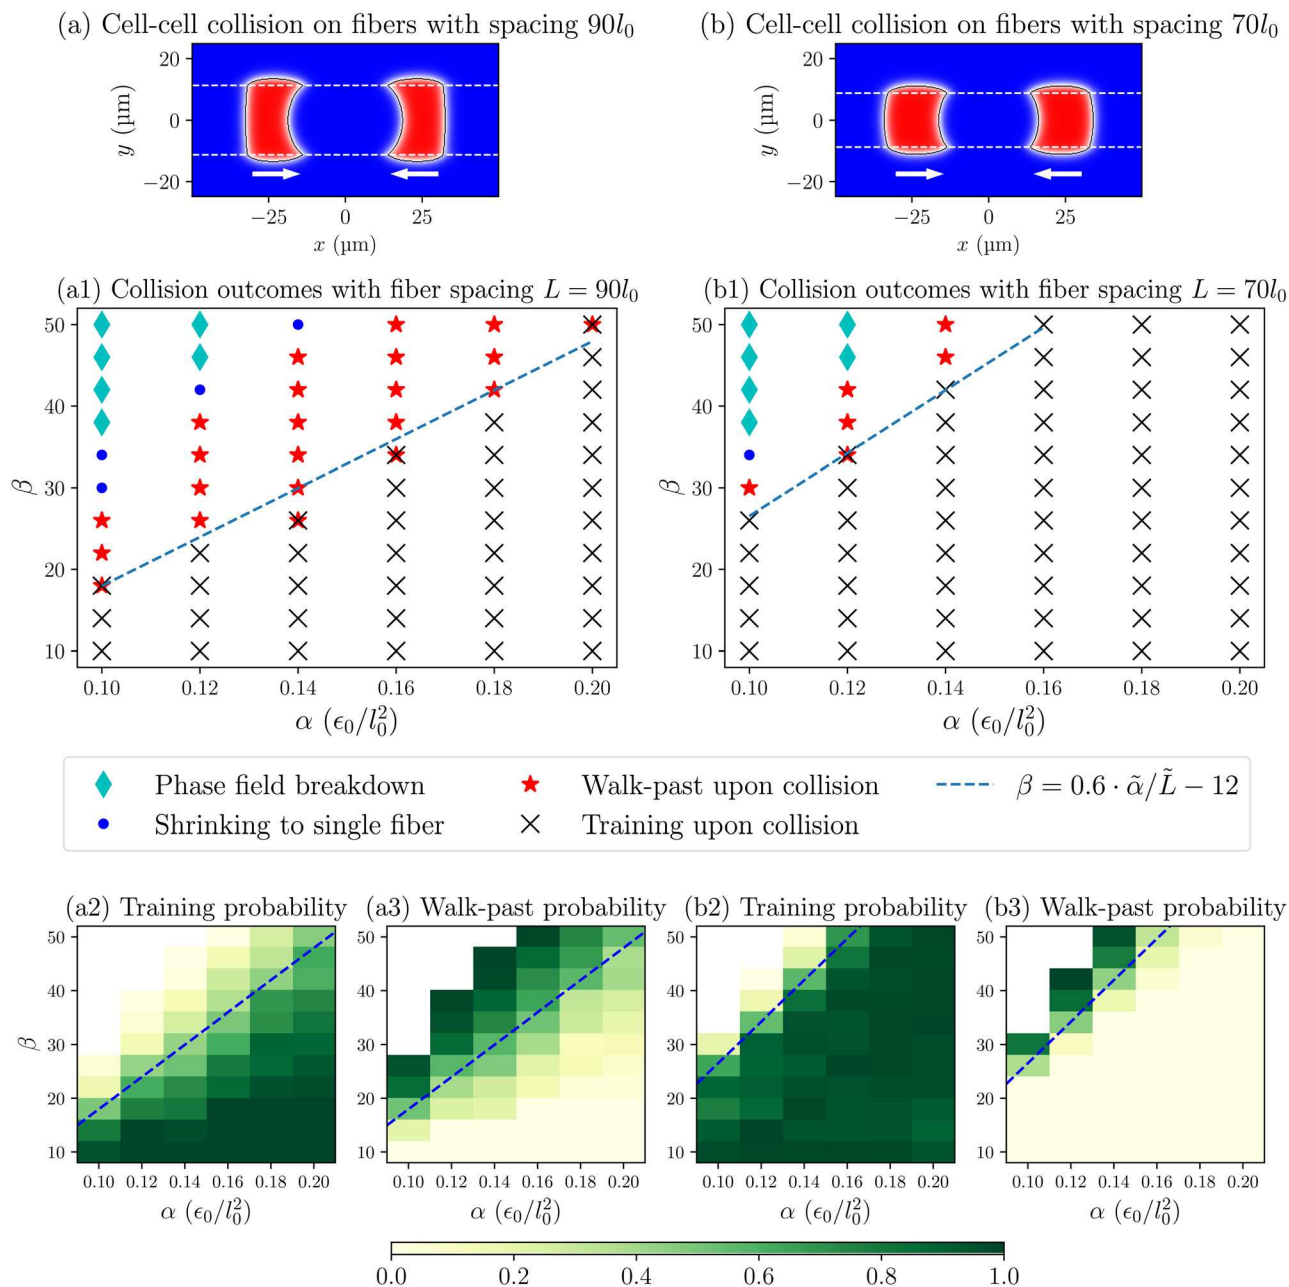 (a) Cell-cell collision on fibers with spacing 90l₀
(b) Cell-cell collision on fibers with spacing 70l₀
20
0
−20
y (µm)
−25 0 25
x (µm)
20
0
−20
y (µm)
−25 0 25
x (µm)
(a1) Collision outcomes with fiber spacing L = 90l₀
(b1) Collision outcomes with fiber spacing L = 70l₀
50
40
30
20
10
β
0.10 0.12 0.14 0.16 0.18 0.20
α (ϵ₀/l₀²)
50
40
30
20
10
β
0.10 0.12 0.14 0.16 0.18 0.20
α (ϵ₀/l₀²)
Phase field breakdown
Shrinking to single fiber
Walk-past upon collision
Training upon collision
β = 0.6 · α̃/L̃ − 12
(a2) Training probability
(a3) Walk-past probability
(b2) Training probability
(b3) Walk-past probability
50
40
30
20
10
β
0.10 0.12 0.14 0.16 0.18 0.20
α (ϵ₀/l₀²)
50
40
30
20
10
0.10 0.12 0.14 0.16 0.18 0.20
α (ϵ₀/l₀²)
50
40
30
20
10
0.10 0.12 0.14 0.16 0.18 0.20
α (ϵ₀/l₀²)
50
40
30
20
10
0.10 0.12 0.14 0.16 0.18 0.20
α (ϵ₀/l₀²)
0.0 0.2 0.4 0.6 0.8 1.0